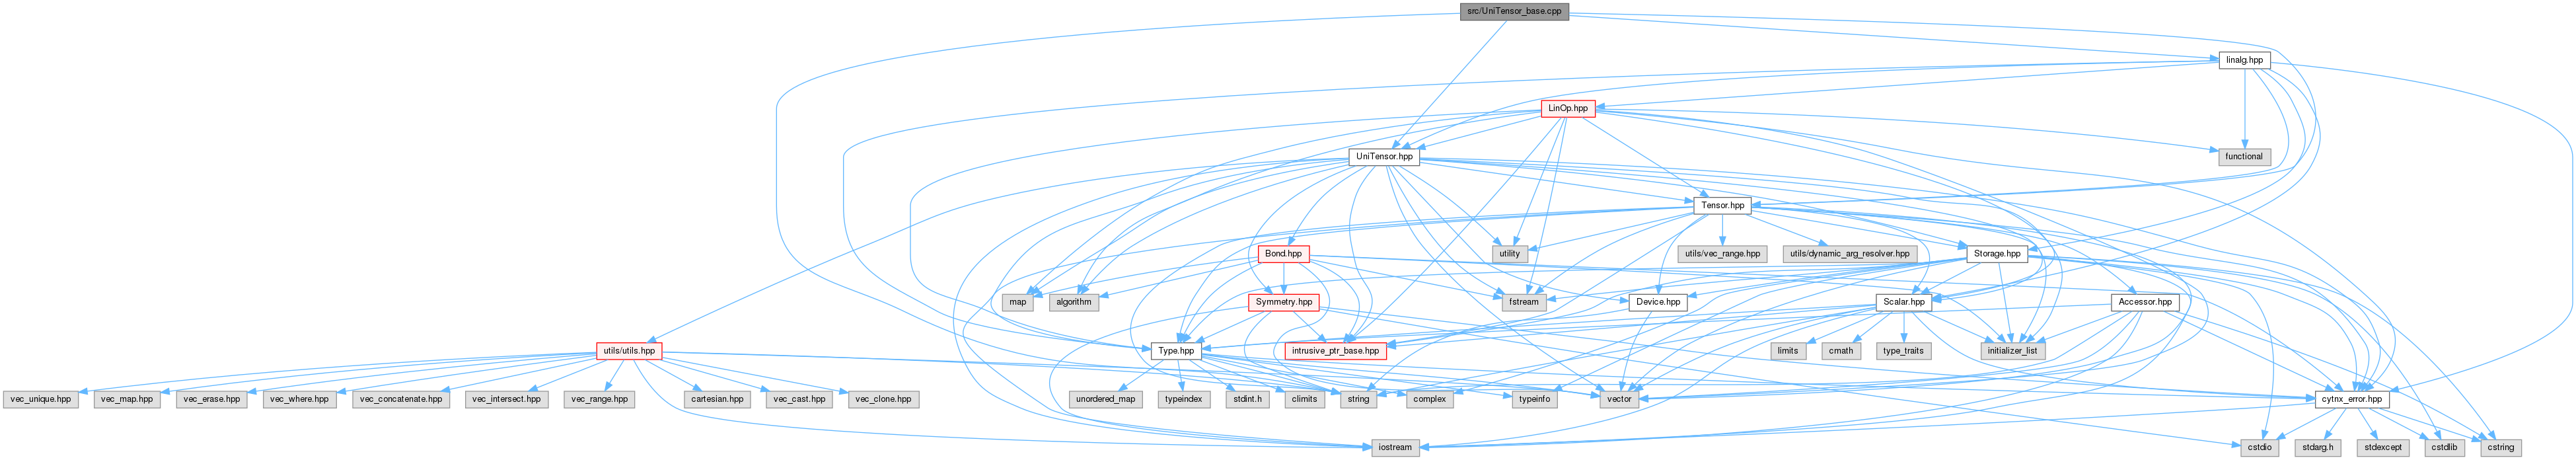 src/UniTensor_base.cpp
linalg.hpp
LinOp.hpp
UniTensor.hpp
functional
Tensor.hpp
Bond.hpp
utility
utils/vec_range.hpp
utils/dynamic_arg_resolver.hpp
Storage.hpp
map
algorithm
Symmetry.hpp
fstream
Device.hpp
Scalar.hpp
Accessor.hpp
utils/utils.hpp
Type.hpp
intrusive_ptr_base.hpp
limits
cmath
type_traits
initializer_list
vec_unique.hpp
vec_map.hpp
vec_erase.hpp
vec_where.hpp
vec_concatenate.hpp
vec_intersect.hpp
vec_range.hpp
cartesian.hpp
vec_cast.hpp
vec_clone.hpp
unordered_map
typeindex
stdint.h
climits
string
complex
typeinfo
vector
cytnx_error.hpp
iostream
cstdio
stdarg.h
stdexcept
cstdlib
cstring